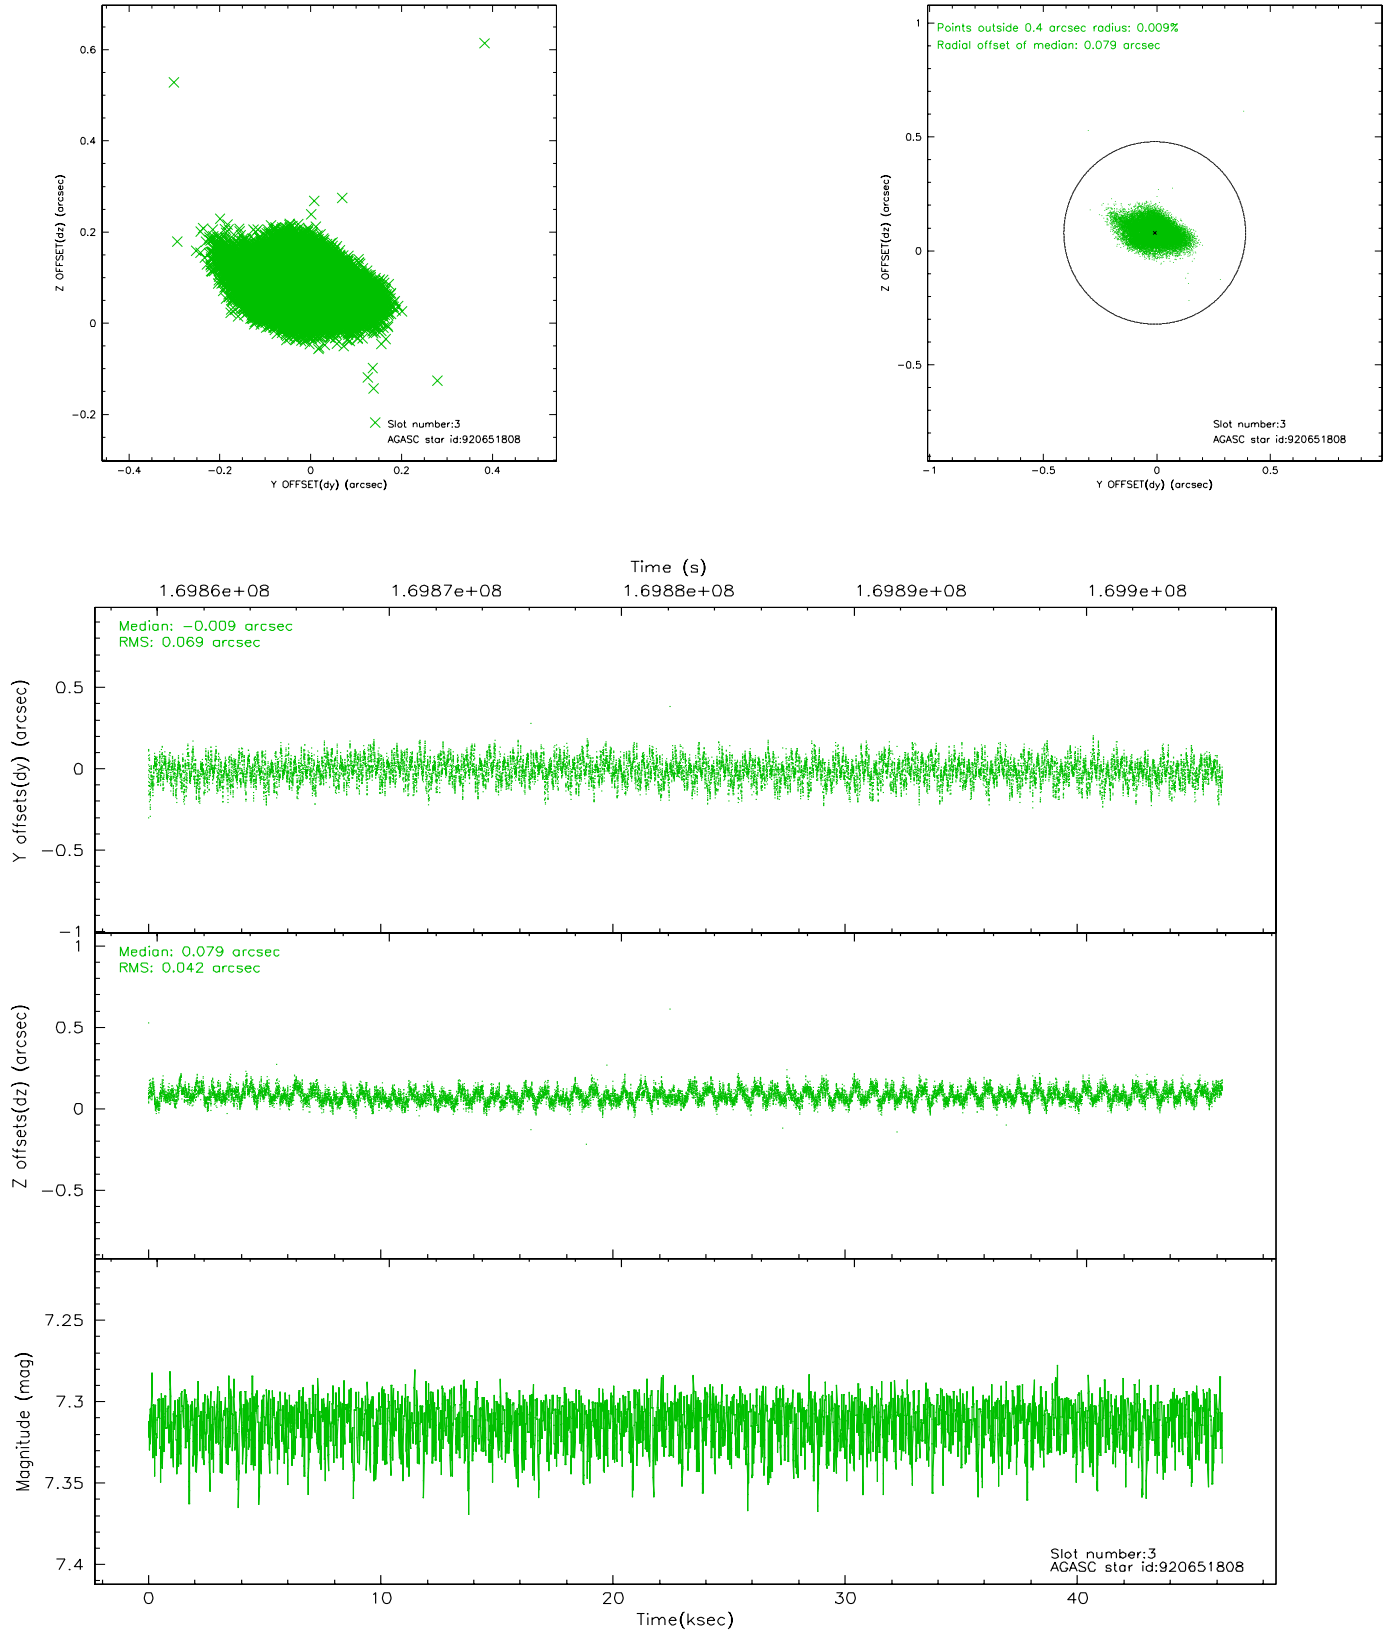 0.6
0.4
0.2
0
−0.2
Z OFFSET(dz) (arcsec)
Slot number:3
AGASC star id:920651808
−0.4 −0.2 0 0.2 0.4
Y OFFSET(dy) (arcsec)
Points outside 0.4 arcsec radius: 0.009%
Radial offset of median: 0.079 arcsec
1
0.5
0
−0.5
Z OFFSET(dz) (arcsec)
Slot number:3
AGASC star id:920651808
−1 −0.5 0 0.5
Y OFFSET(dy) (arcsec)
Time (s)
1.6986e+08 1.6987e+08 1.6988e+08 1.6989e+08 1.699e+08
Median: −0.009 arcsec
RMS: 0.069 arcsec
0.5
0
−0.5
−1
Y offsets(dy) (arcsec)
Median: 0.079 arcsec
RMS: 0.042 arcsec
1
0.5
0
−0.5
Z offsets(dz) (arcsec)
7.25
7.3
7.35
7.4
Magnitude (mag)
Slot number:3
AGASC star id:920651808
0 10 20 30 40
Time(ksec)